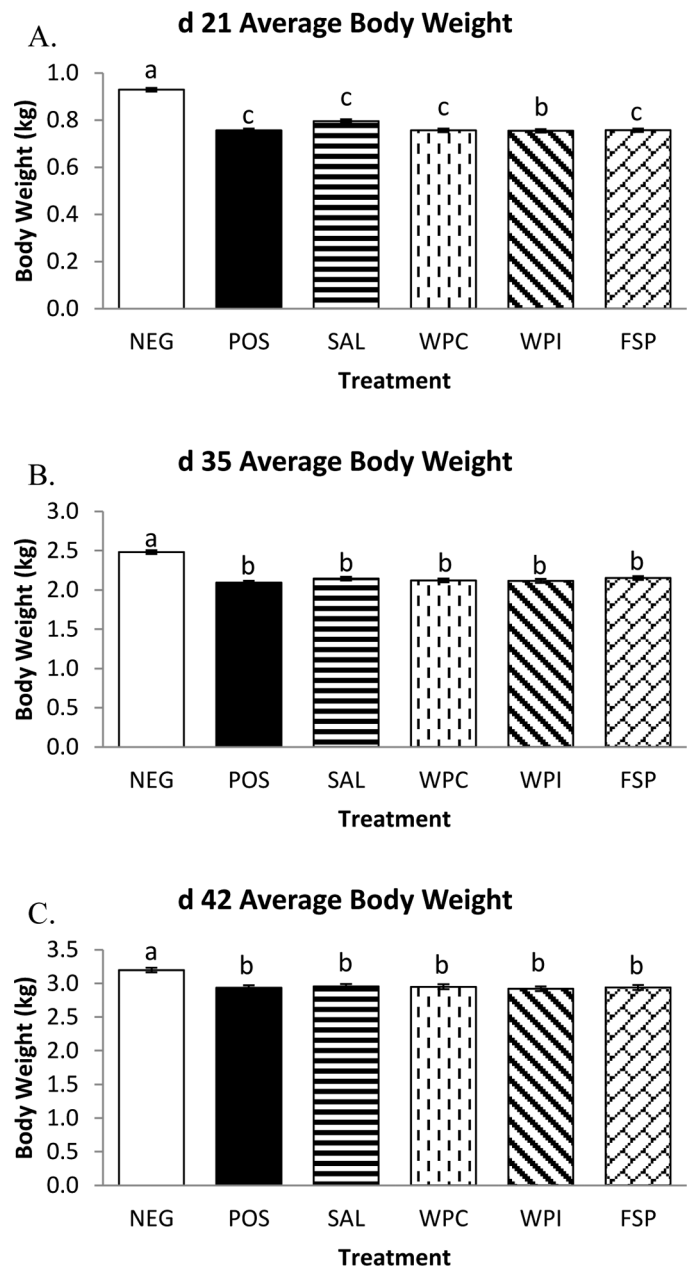 A.
d 21 Average Body Weight
Body Weight (kg)
1.0
0.8
0.6
0.4
0.2
0.0
a
c
c
c
b
c
NEG POS SAL WPC WPI FSP
Treatment
B.
d 35 Average Body Weight
Body Weight (kg)
3.0
2.5
2.0
1.5
1.0
0.5
0.0
a
b
b
b
b
b
NEG POS SAL WPC WPI FSP
Treatment
C.
d 42 Average Body Weight
Body Weight (kg)
3.5
3.0
2.5
2.0
1.5
1.0
0.5
0.0
a
b
b
b
b
b
NEG POS SAL WPC WPI FSP
Treatment